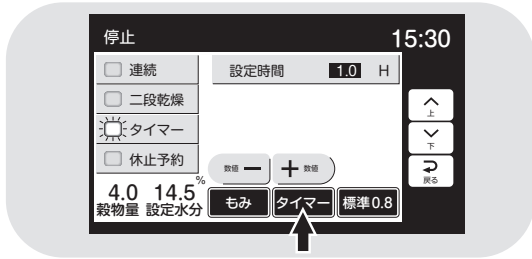 停止 15:30
連続
設定時間 1.0 H
二段乾燥
タイマー
休止予約
上
下
戻る
数値 − + 数値
4.0 14.5%
穀物量 設定水分
もみ タイマー 標準0.8